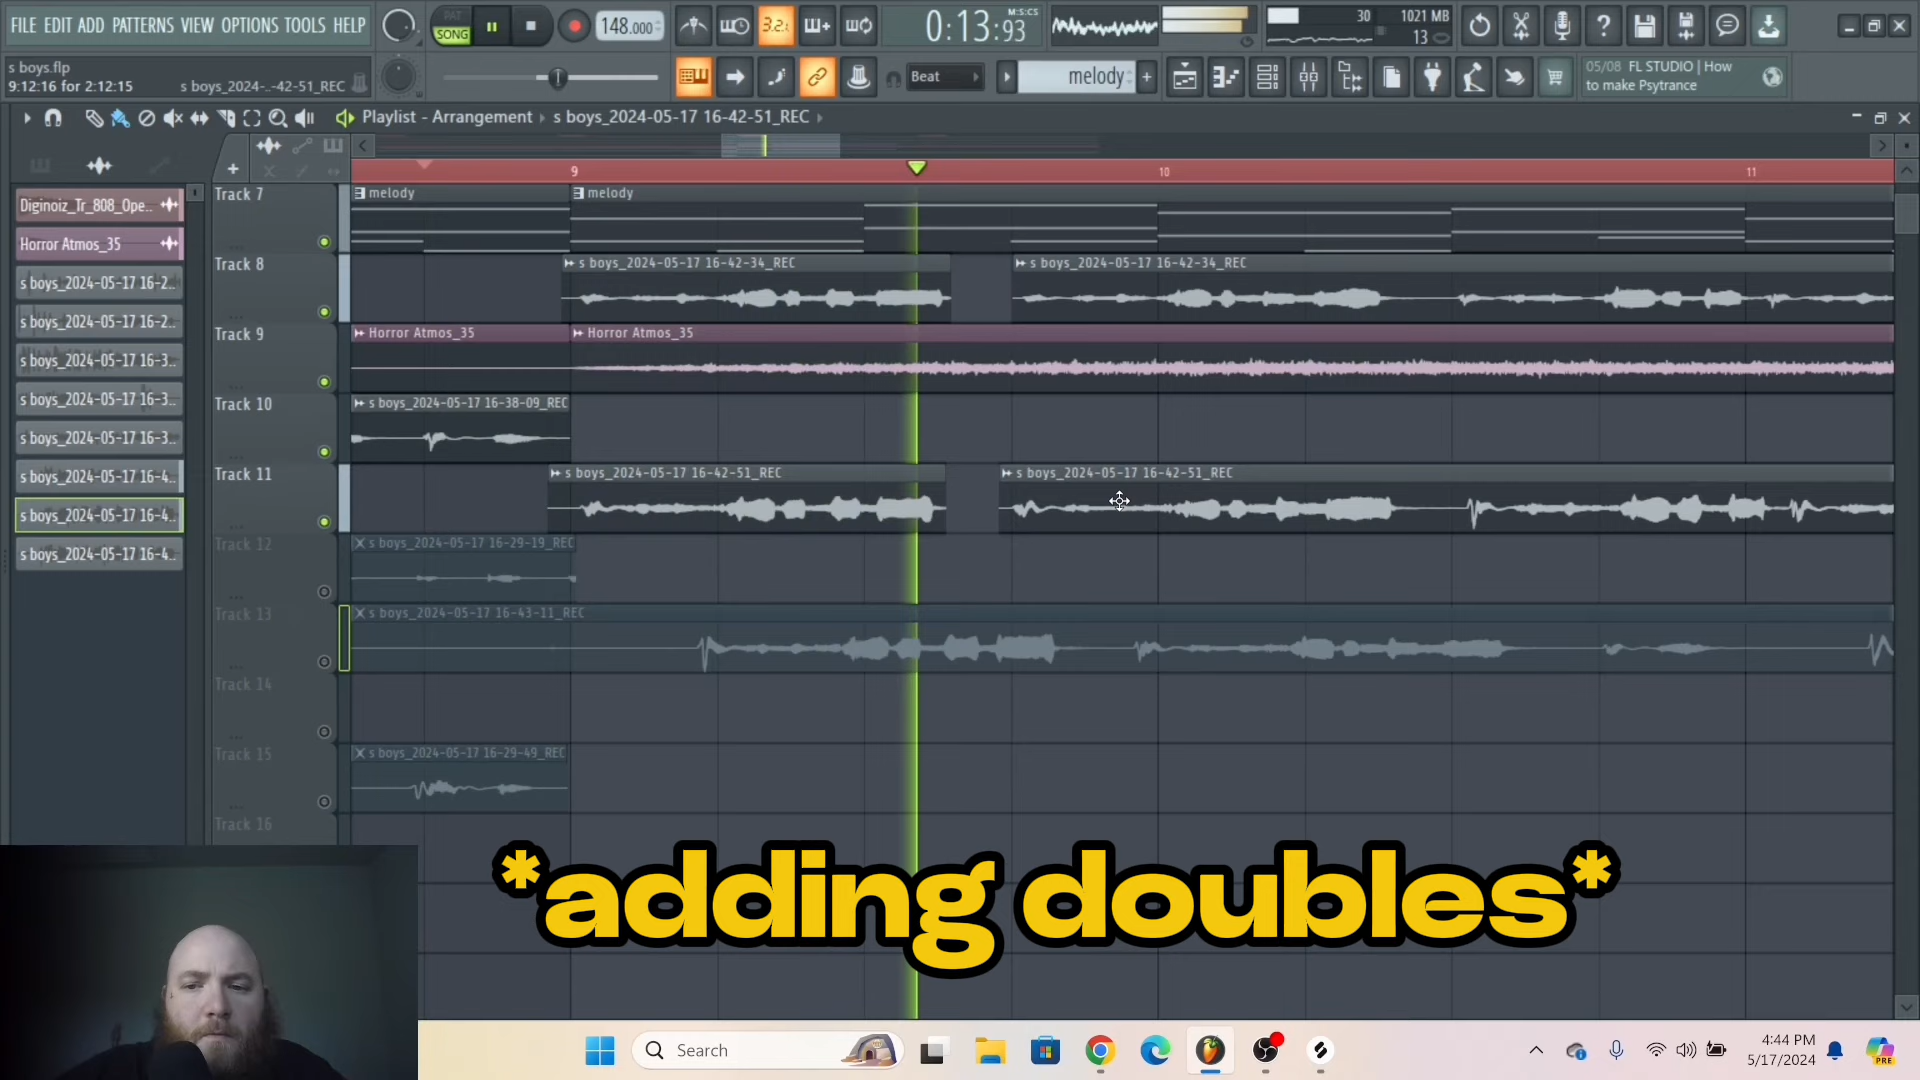 FILE EDIT ADD PATTERNS VIEW OPTIONS TOOLS HELP
PAT
SONG
148.000
3.2.
0:13:93
M:S:CS
30
1021 MB
13
s boys.flp
9:12:16 for 2:12:15
s boys_2024-..-42-51_REC
Beat
melody
05/08 FL STUDIO | How
to make Psytrance
Playlist - Arrangement
s boys_2024-05-17 16-42-51_REC
9
10
11
Diginoiz_Tr_808_Ope..
Horror Atmos_35
s boys_2024-05-17 16-2..
s boys_2024-05-17 16-2..
s boys_2024-05-17 16-3..
s boys_2024-05-17 16-3..
s boys_2024-05-17 16-3..
s boys_2024-05-17 16-4..
s boys_2024-05-17 16-4..
s boys_2024-05-17 16-4..
Track 7
melody
melody
Track 8
s boys_2024-05-17 16-42-34_REC
s boys_2024-05-17 16-42-34_REC
Track 9
Horror Atmos_35
Horror Atmos_35
Track 10
s boys_2024-05-17 16-38-09_REC
Track 11
s boys_2024-05-17 16-42-51_REC
s boys_2024-05-17 16-42-51_REC
Track 12
s boys_2024-05-17 16-29-19_REC
Track 13
s boys_2024-05-17 16-43-11_REC
Track 14
Track 15
s boys_2024-05-17 16-29-49_REC
Track 16
*adding doubles*
Search
4:44 PM
5/17/2024
PRE